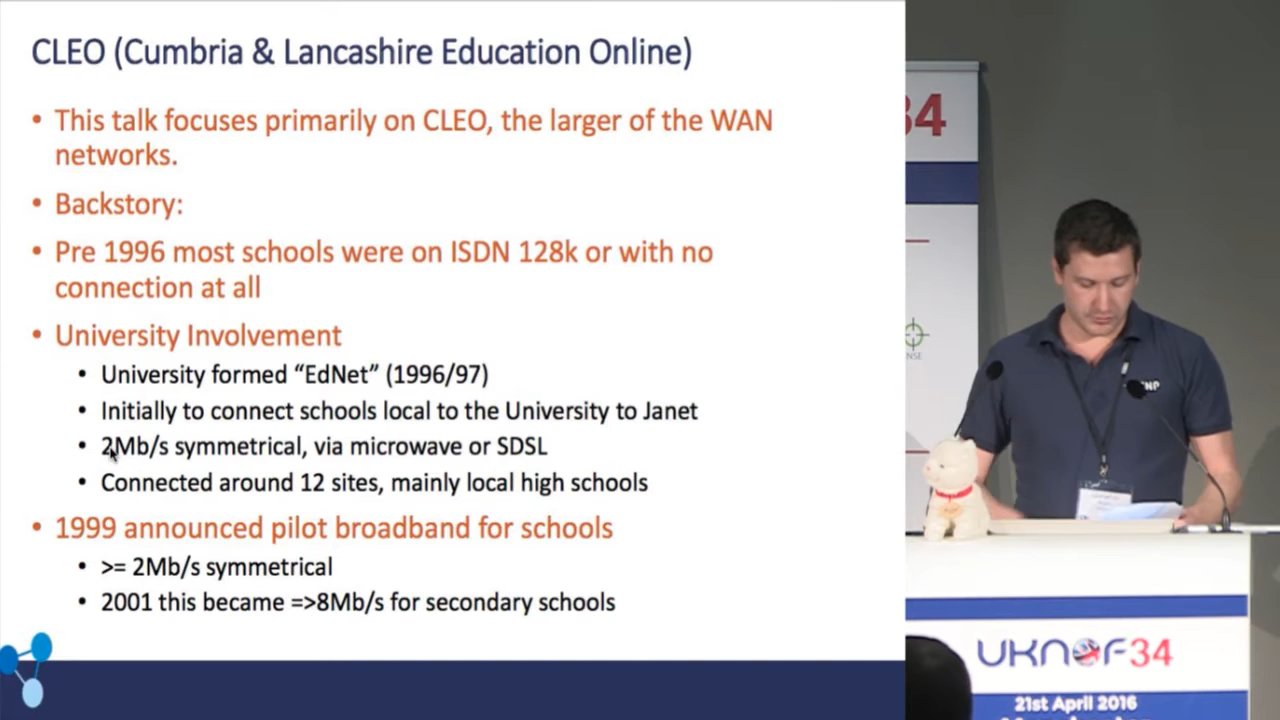 CLEO (Cumbria & Lancashire Education Online)
• This talk focuses primarily on CLEO, the larger of the WAN
networks.
• Backstory:
• Pre 1996 most schools were on ISDN 128k or with no
connection at all
• University Involvement
• University formed “EdNet” (1996/97)
• Initially to connect schools local to the University to Janet
• 2Mb/s symmetrical, via microwave or SDSL
• Connected around 12 sites, mainly local high schools
• 1999 announced pilot broadband for schools
• >= 2Mb/s symmetrical
• 2001 this became =>8Mb/s for secondary schools
34
UKNOF34
21st April 2016